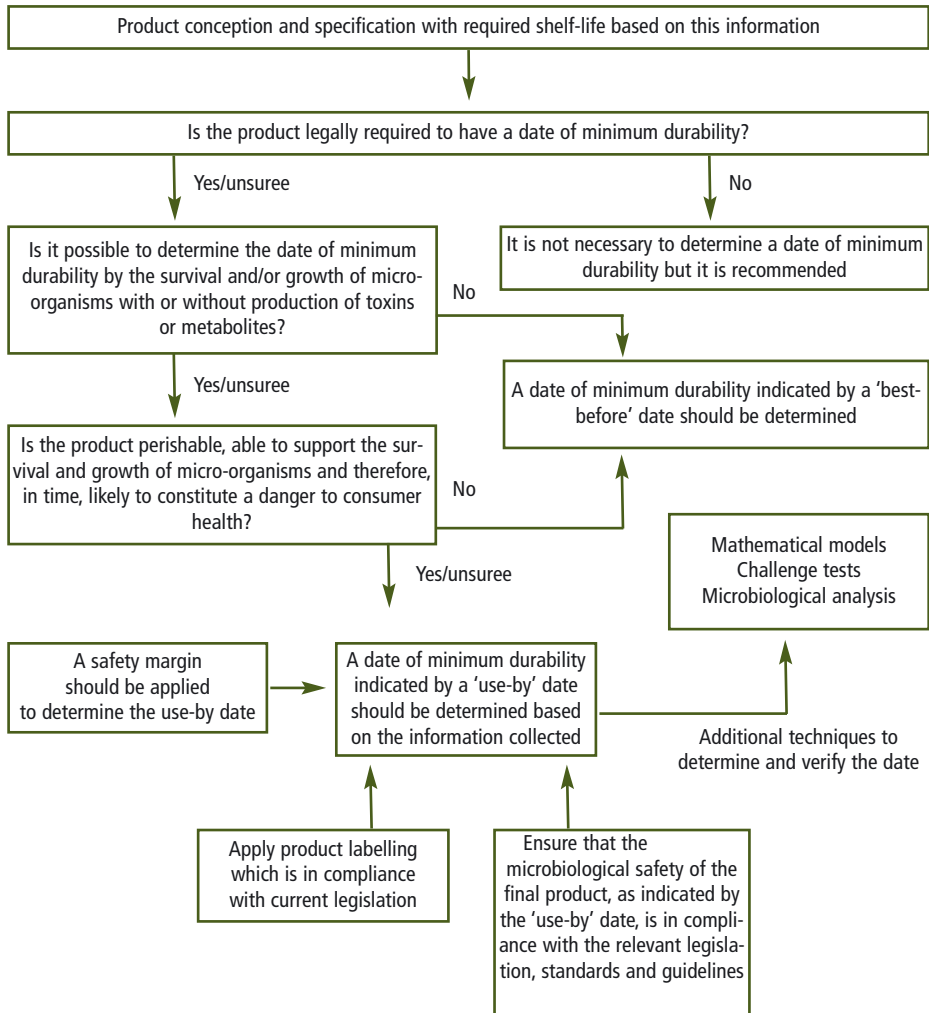 Product conception and specification with required shelf-life based on this information
Is the product legally required to have a date of minimum durability?
Yes/unsuree
No
Is it possible to determine the date of minimum
durability by the survival and/or growth of micro-
organisms with or without production of toxins
or metabolites?
No
It is not necessary to determine a date of minimum
durability but it is recommended
Yes/unsuree
A date of minimum durability indicated by a ‘best-
before’ date should be determined
Is the product perishable, able to support the sur-
vival and growth of micro-organisms and therefore,
in time, likely to constitute a danger to consumer
health?
No
Yes/unsuree
Mathematical models
Challenge tests
Microbiological analysis
A safety margin
should be applied
to determine the use-by date
A date of minimum durability
indicated by a ‘use-by’ date
should be determined based
on the information collected
Additional techniques to
determine and verify the date
Apply product labelling
which is in compliance
with current legislation
Ensure that the
microbiological safety of the
final product, as indicated by
the ‘use-by’ date, is in compli-
ance with the relevant legisla-
tion, standards and guidelines